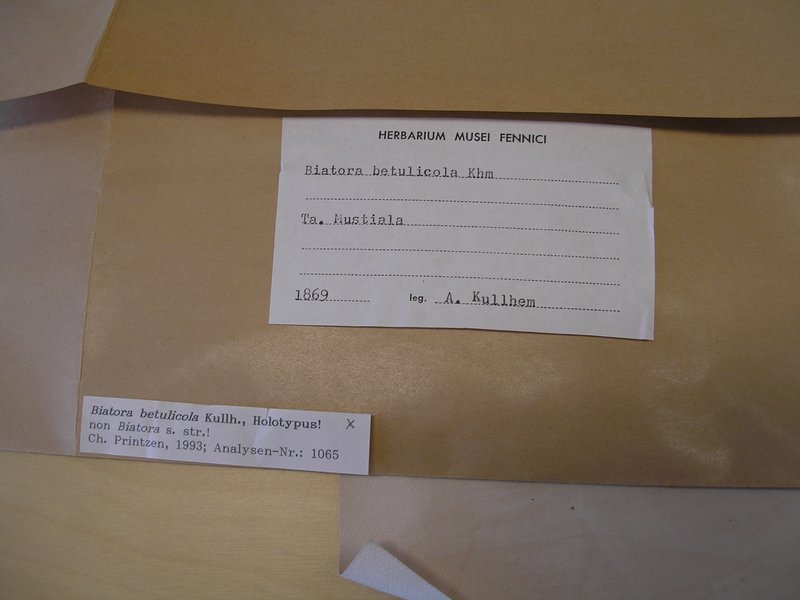 HERBARIUM MUSEI FENNICI
Biatora betulicola Khm
Ta. Mustiala
1869 leg. A. Kullhem
Biatora betulicola Kullh., Holotypus! X
non Biatora s. str.!
Ch. Printzen, 1993; Analysen-Nr.: 1065